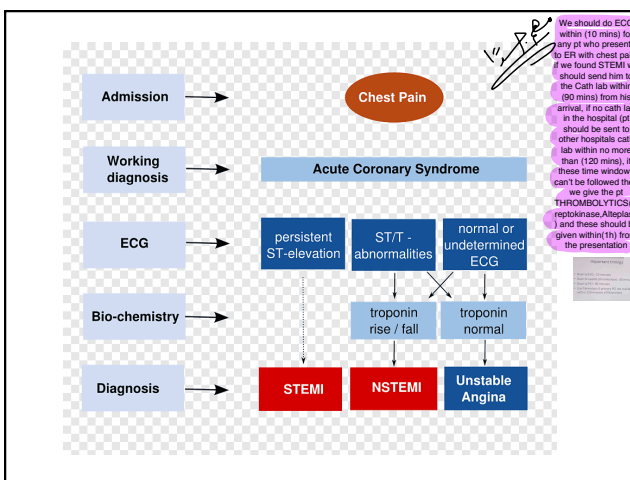 We should do ECG
within (10 mins) fo
any pt who present
to ER with chest pai
if we found STEMI w
should send him to
the Cath lab within
(90 mins) from his
arrival, if no cath la
in the hospital (pt
should be sent to
other hospitals cath
lab within no more
than (120 mins), if
these time window
can't be followed the
we give the pt
THROMBOLYTICS(
reptokinase,Alteplas
) and these should b
given within(1h) fro
the presentation
Admission
Chest Pain
Working
diagnosis
Acute Coronary Syndrome
ECG
persistent
ST-elevation
ST/T -
abnormalities
normal or
undetermined
ECG
Bio-chemistry
troponin
rise / fall
troponin
normal
Diagnosis
STEMI
NSTEMI
Unstable
Angina